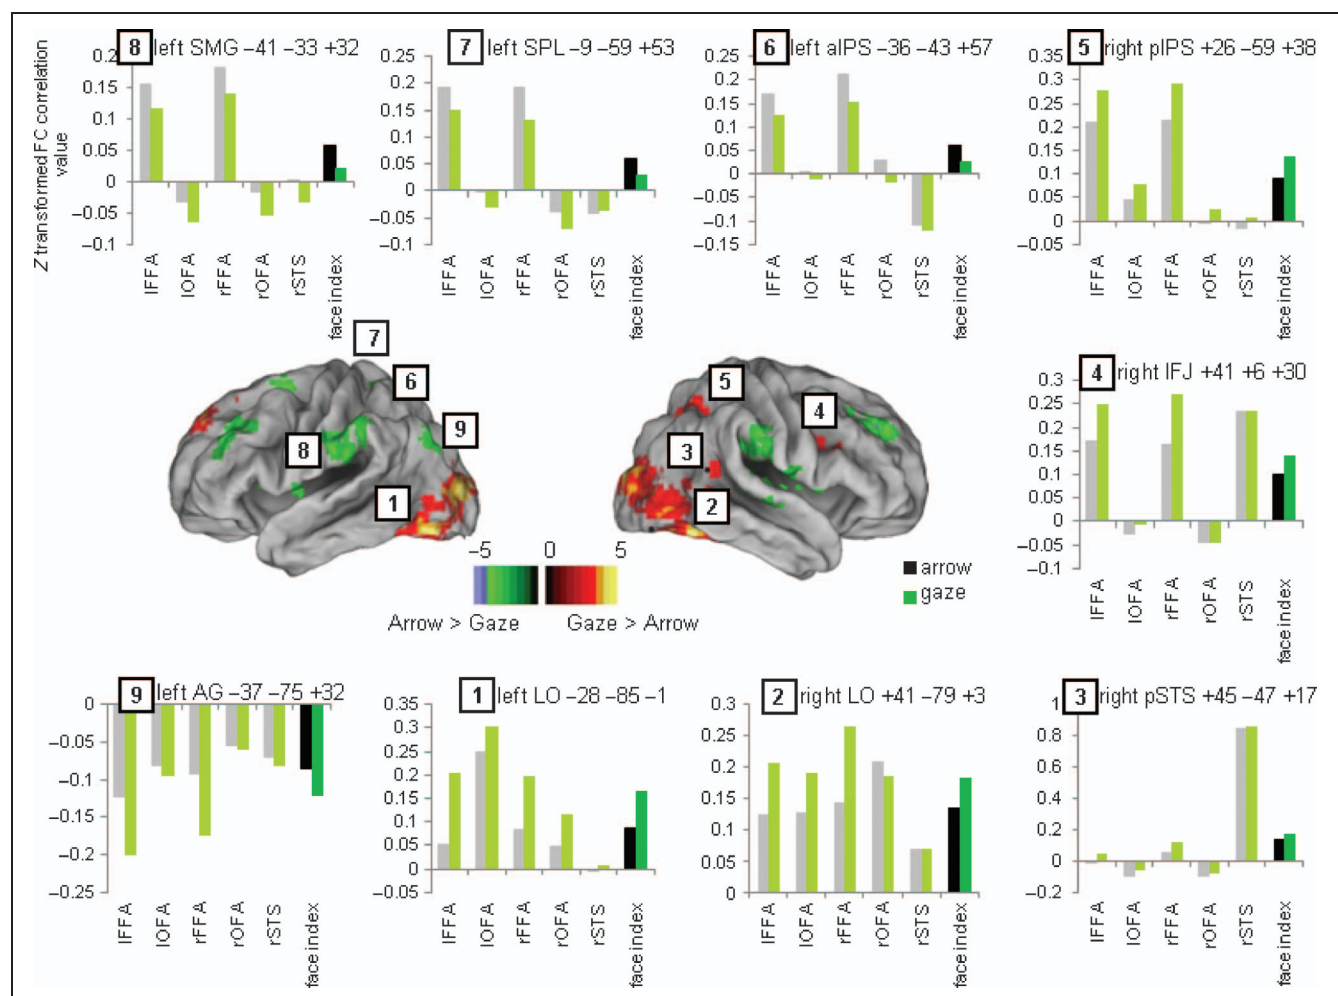 8 left SMG –41 –33 +32
0.2
0.15
0.1
0.05
0
–0.05
–0.1
Z transformed FC correlation
value
lFFA
lOFA
rFFA
rOFA
rSTS
face index
7 left SPL –9 –59 +53
0.25
0.2
0.15
0.1
0.05
0
–0.05
–0.1
lFFA
lOFA
rFFA
rOFA
rSTS
face index
6 left aIPS –36 –43 +57
0.25
0.2
0.15
0.1
0.05
0
–0.05
–0.1
–0.15
lFFA
lOFA
rFFA
rOFA
rSTS
face index
5 right pIPS +26 –59 +38
0.35
0.3
0.25
0.2
0.15
0.1
0.05
0
–0.05
lFFA
lOFA
rFFA
rOFA
rSTS
face index
7
6
9
8
1
5
4
3
2
–5 0 5
Arrow > Gaze Gaze > Arrow
arrow
gaze
4 right IFJ +41 +6 +30
0.3
0.25
0.2
0.15
0.1
0.05
0
–0.05
–0.1
lFFA
lOFA
rFFA
rOFA
rSTS
face index
9 left AG –37 –75 +32
0
–0.05
–0.1
–0.15
–0.2
–0.25
lFFA
lOFA
rFFA
rOFA
rSTS
face index
1 left LO –28 –85 –1
0.35
0.3
0.25
0.2
0.15
0.1
0.05
0
–0.05
lFFA
lOFA
rFFA
rOFA
rSTS
face index
2 right LO +41 –79 +3
0.3
0.25
0.2
0.15
0.1
0.05
0
lFFA
lOFA
rFFA
rOFA
rSTS
face index
3 right pSTS +45 –47 +17
1
0.8
0.6
0.4
0.2
0
–0.2
lFFA
lOFA
rFFA
rOFA
rSTS
face index